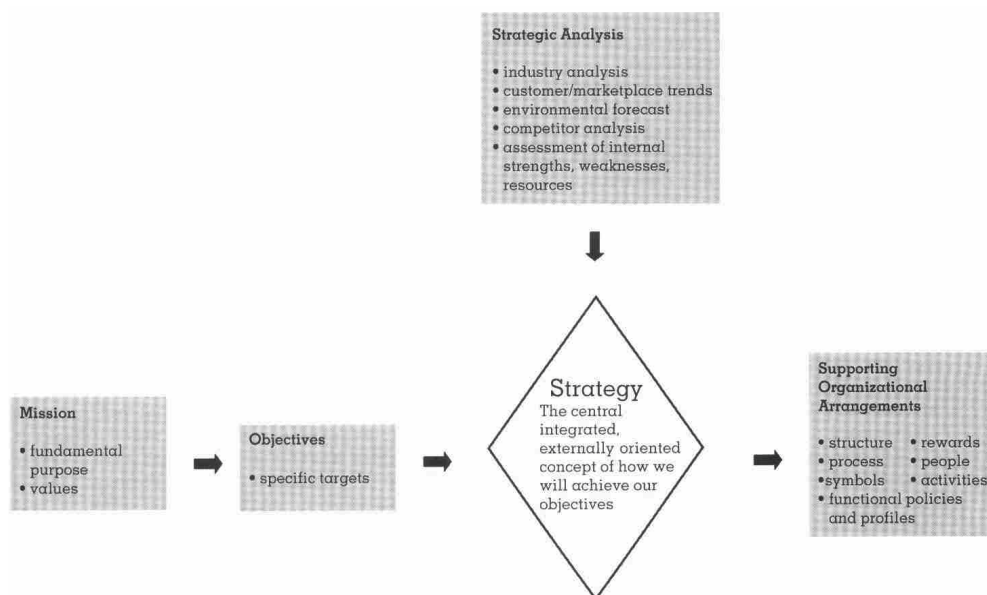 Strategic Analysis
• industry analysis
• customer/marketplace trends
• environmental forecast
• competitor analysis
• assessment of internal
strengths, weaknesses,
resources
Mission
• fundamental
purpose
• values
Objectives
• specific targets
Strategy
The central
integrated,
externally oriented
concept of how we
will achieve our
objectives
Supporting
Organizational
Arrangements
• structure • rewards
• process • people
• symbols • activities
• functional policies
and profiles